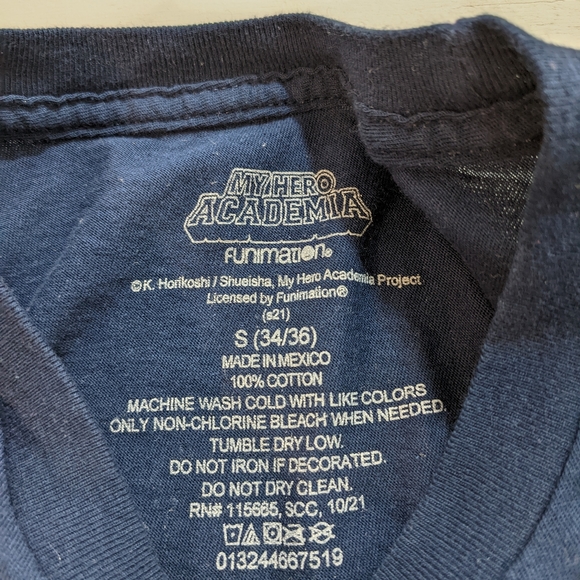 MY HERO
ACADEMIA
FUNIMATION®
©K. Horikoshi / Shueisha, My Hero Academia Project
Licensed by Funimation®
(s21)
S (34/36)
MADE IN MEXICO
100% COTTON
MACHINE WASH COLD WITH LIKE COLORS
ONLY NON-CHLORINE BLEACH WHEN NEEDED.
TUMBLE DRY LOW.
DO NOT IRON IF DECORATED.
DO NOT DRY CLEAN.
RN# 115665, SCC, 10/21
013244667519